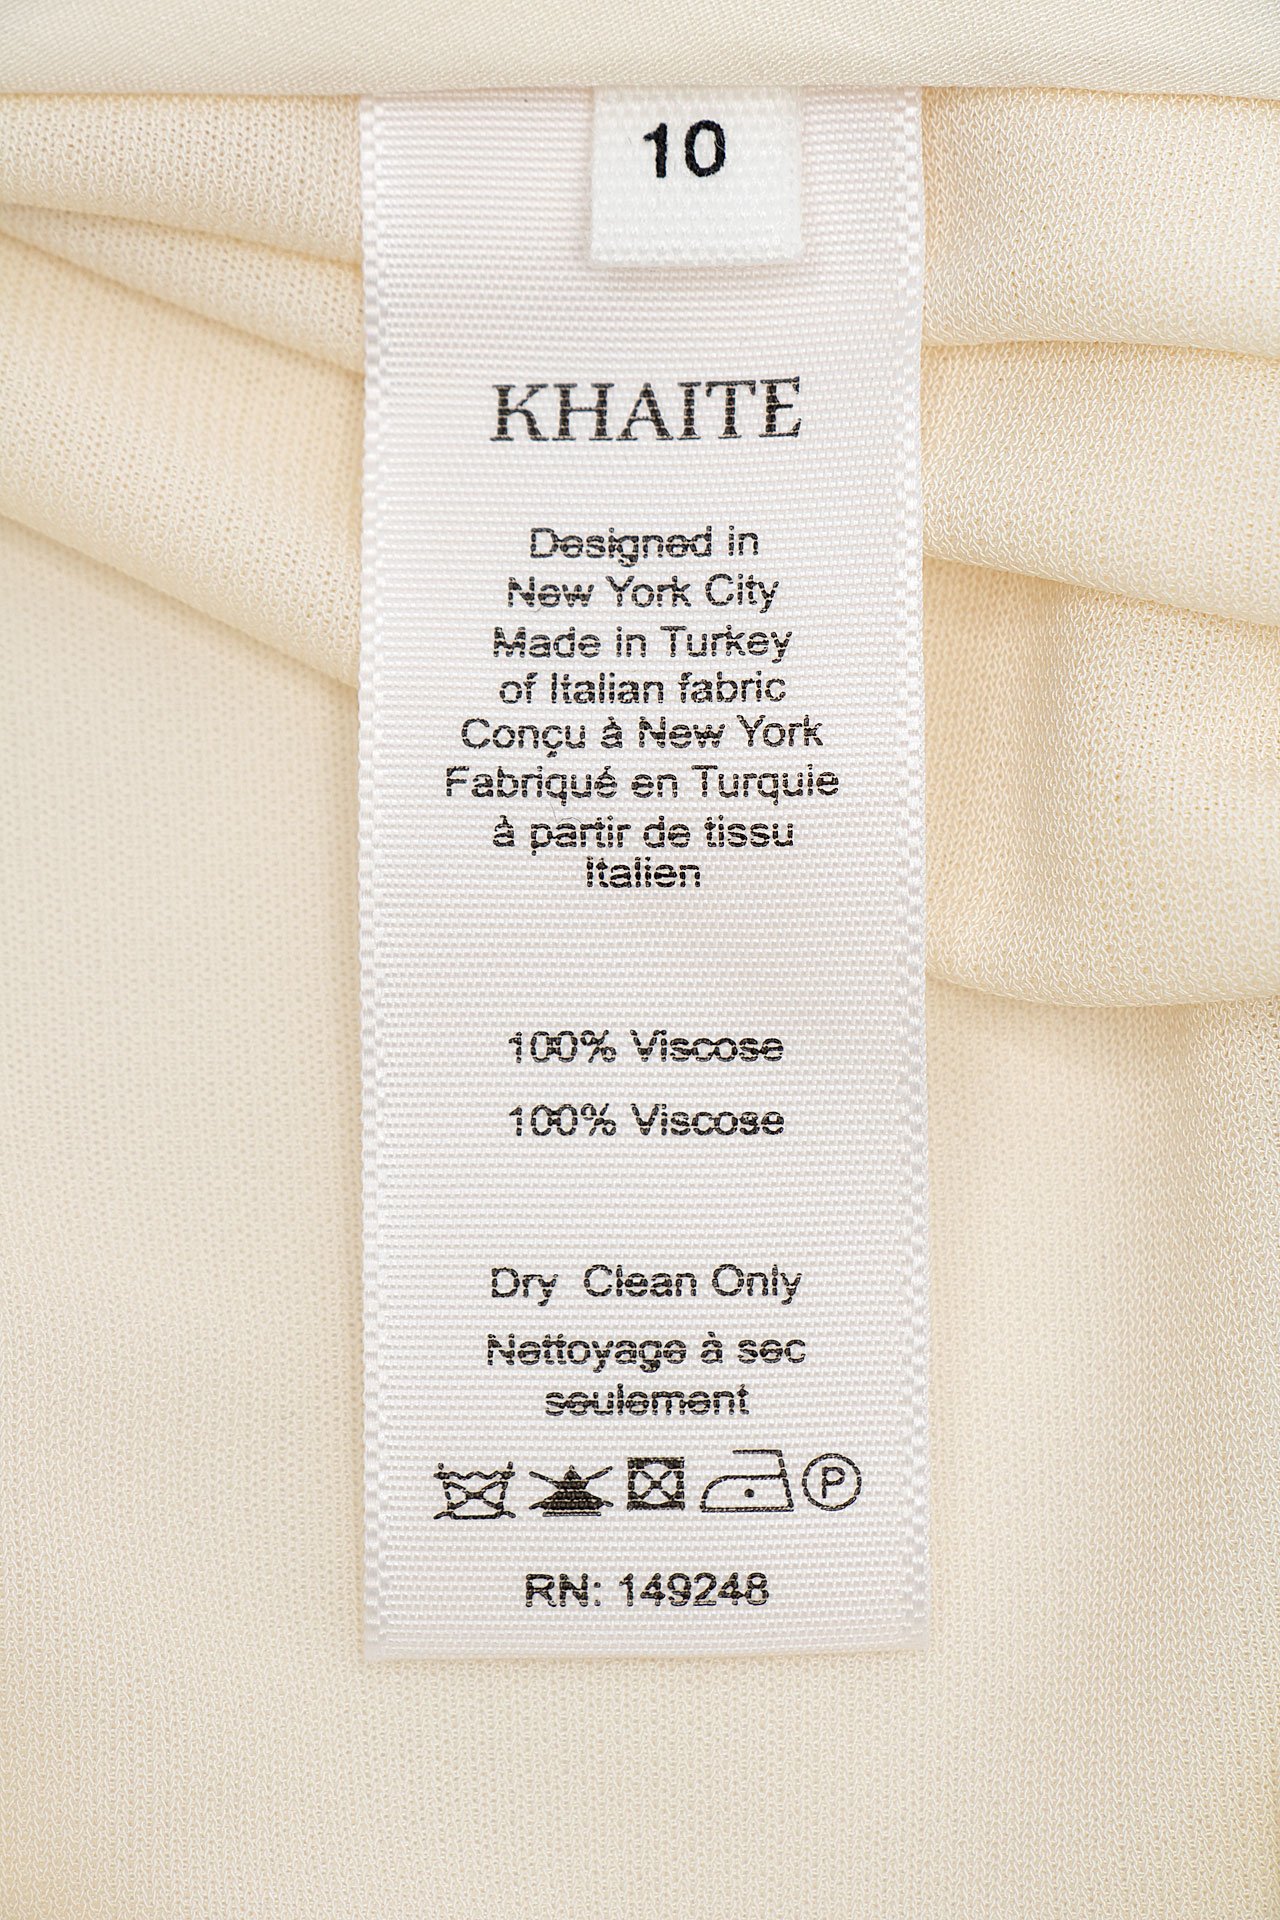 10
KHAITE
Designed in
New York City
Made in Turkey
of Italian fabric
Conçu à New York
Fabriqué en Turquie
à partir de tissu
Italien
100% Viscose
100% Viscose
Dry Clean Only
Nettoyage à sec
seulement
P
RN: 149248